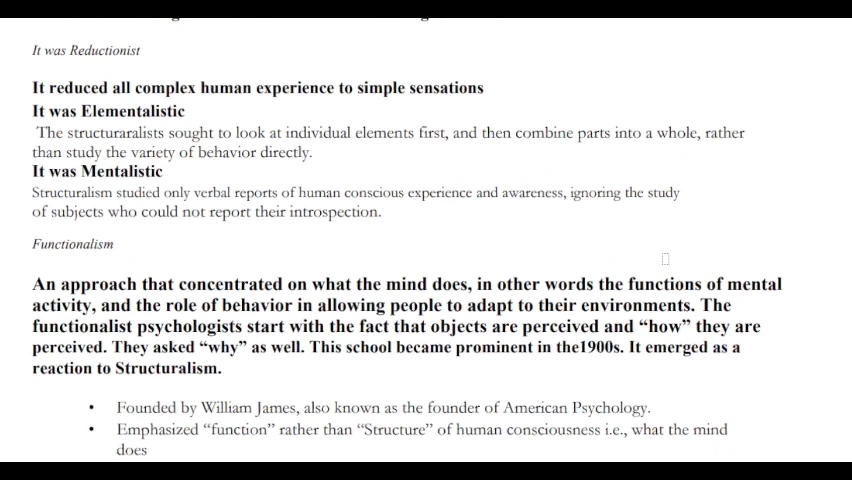 It was Reductionist
It reduced all complex human experience to simple sensations
It was Elementalistic
The structuraralists sought to look at individual elements first, and then combine parts into a whole, rather
than study the variety of behavior directly.
It was Mentalistic
Structuralism studied only verbal reports of human conscious experience and awareness, ignoring the study
of subjects who could not report their introspection.
Functionalism
An approach that concentrated on what the mind does, in other words the functions of mental
activity, and the role of behavior in allowing people to adapt to their environments. The
functionalist psychologists start with the fact that objects are perceived and “how” they are
perceived. They asked “why” as well. This school became prominent in the1900s. It emerged as a
reaction to Structuralism.
• Founded by William James, also known as the founder of American Psychology.
• Emphasized “function” rather than “Structure” of human consciousness i.e., what the mind
does